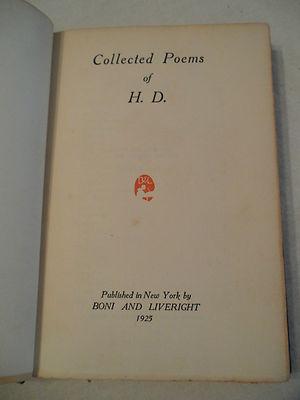 Collected Poems
of
H. D.
Published in New York by
BONI AND LIVERIGHT
1925